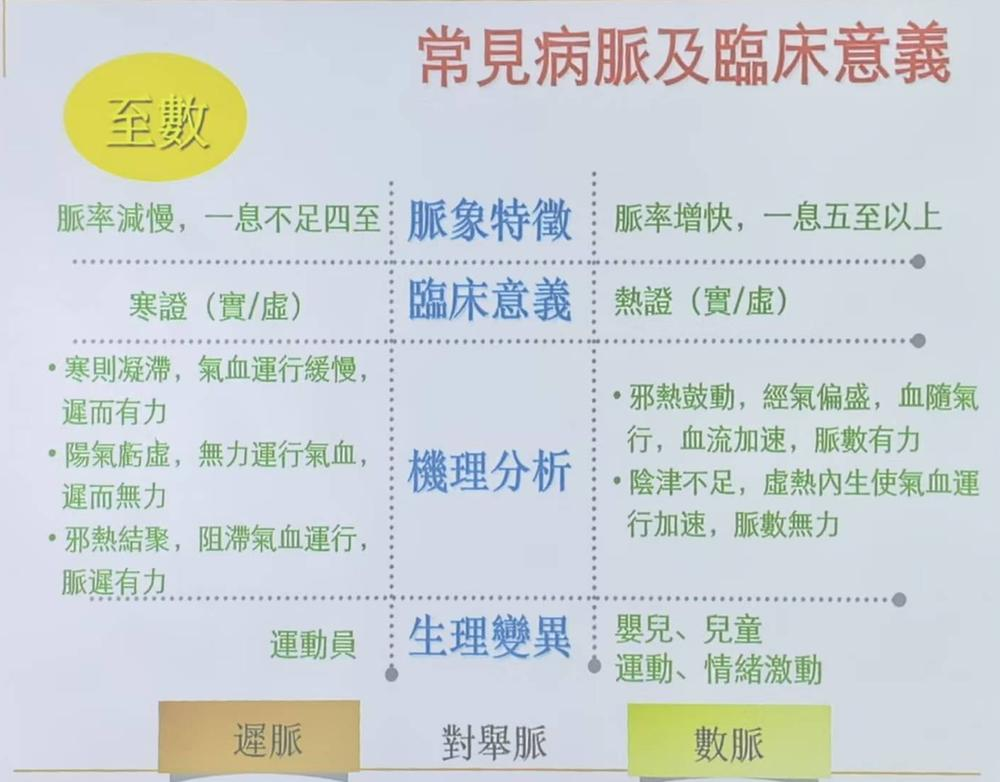 常見病脈及臨床意義
至數
脈率減慢，一息不足四至
脈象特徵
脈率增快，一息五至以上
寒證（實/虛）
臨床意義
熱證（實/虛）
•寒則凝滯，氣血運行緩慢，
遲而有力
•陽氣虧虛，無力運行氣血，
遲而無力
•邪熱結聚，阻滯氣血運行，
脈遲有力
機理分析
•邪熱鼓動，經氣偏盛，血隨氣
行，血流加速，脈數有力
•陰津不足，虛熱內生使氣血運
行加速，脈數無力
運動員
生理變異
嬰兒、兒童
運動、情緒激動
遲脈
對舉脈
數脈